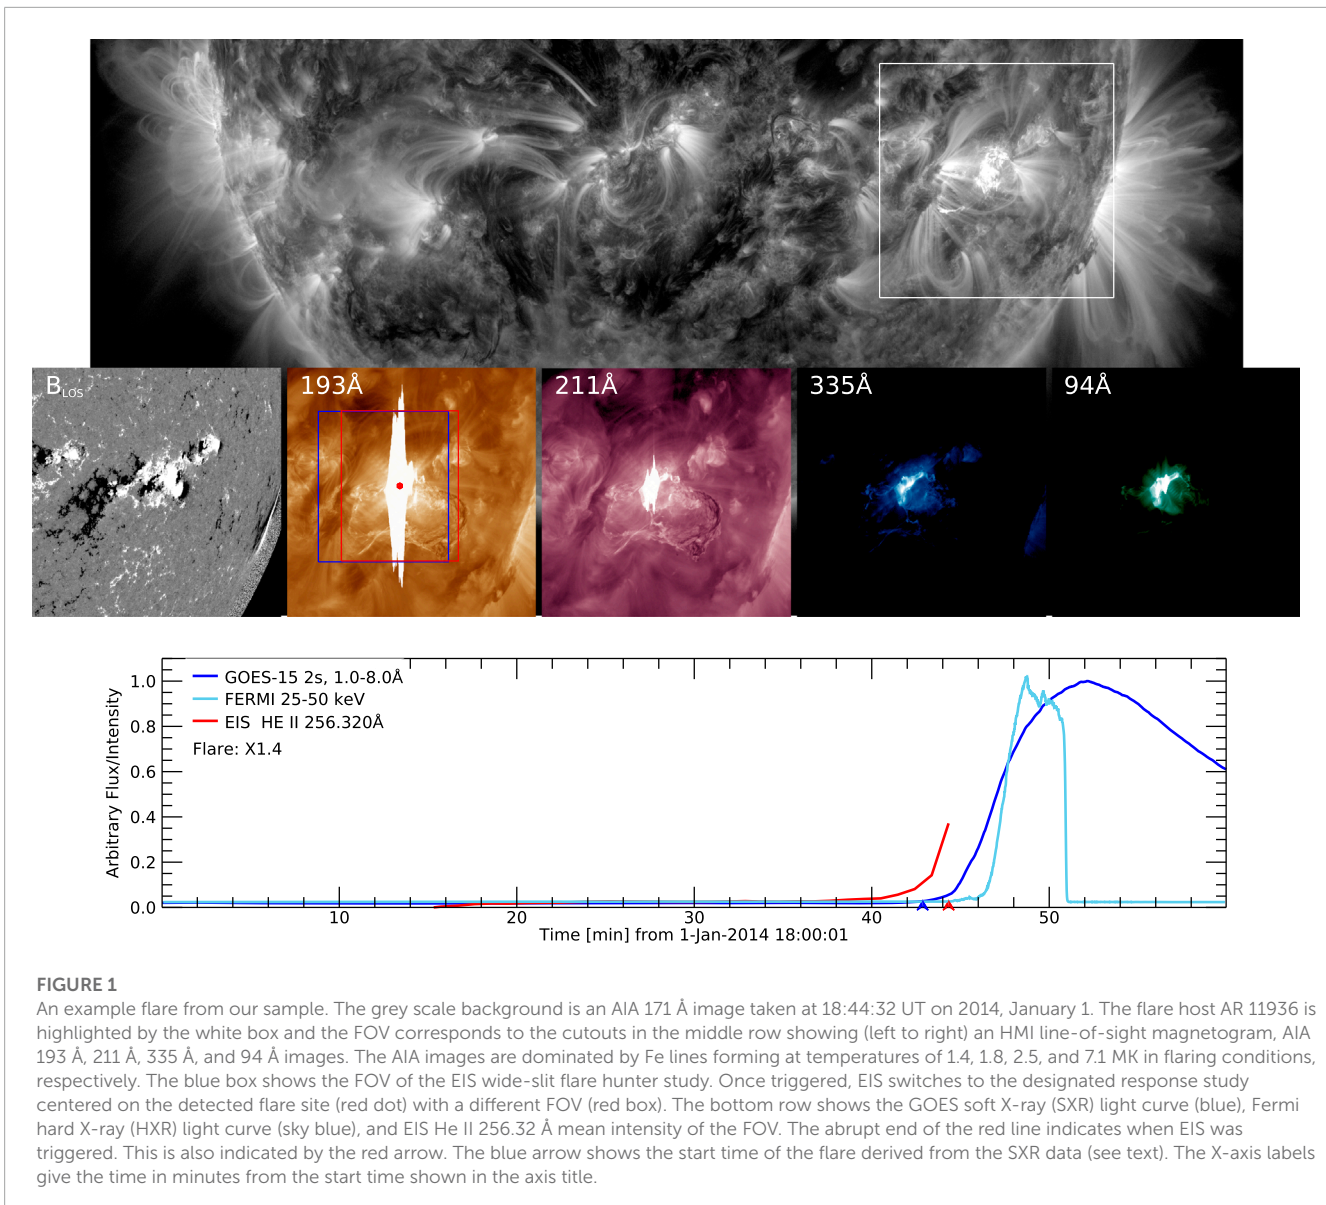 B_LOS 193Å 211Å 335Å 94Å
1.0
0.8
0.6
0.4
0.2
0.0
Arbitrary Flux/Intensity
GOES-15 2s, 1.0-8.0Å
FERMI 25-50 keV
EIS HE II 256.320Å
Flare: X1.4
10 20 30 40 50
Time [min] from 1-Jan-2014 18:00:01
FIGURE 1
An example flare from our sample. The grey scale background is an AIA 171 Å image taken at 18:44:32 UT on 2014, January 1. The flare host AR 11936 is
highlighted by the white box and the FOV corresponds to the cutouts in the middle row showing (left to right) an HMI line-of-sight magnetogram, AIA
193 Å, 211 Å, 335 Å, and 94 Å images. The AIA images are dominated by Fe lines forming at temperatures of 1.4, 1.8, 2.5, and 7.1 MK in flaring conditions,
respectively. The blue box shows the FOV of the EIS wide-slit flare hunter study. Once triggered, EIS switches to the designated response study
centered on the detected flare site (red dot) with a different FOV (red box). The bottom row shows the GOES soft X-ray (SXR) light curve (blue), Fermi
hard X-ray (HXR) light curve (sky blue), and EIS He II 256.32 Å mean intensity of the FOV. The abrupt end of the red line indicates when EIS was
triggered. This is also indicated by the red arrow. The blue arrow shows the start time of the flare derived from the SXR data (see text). The X-axis labels
give the time in minutes from the start time shown in the axis title.